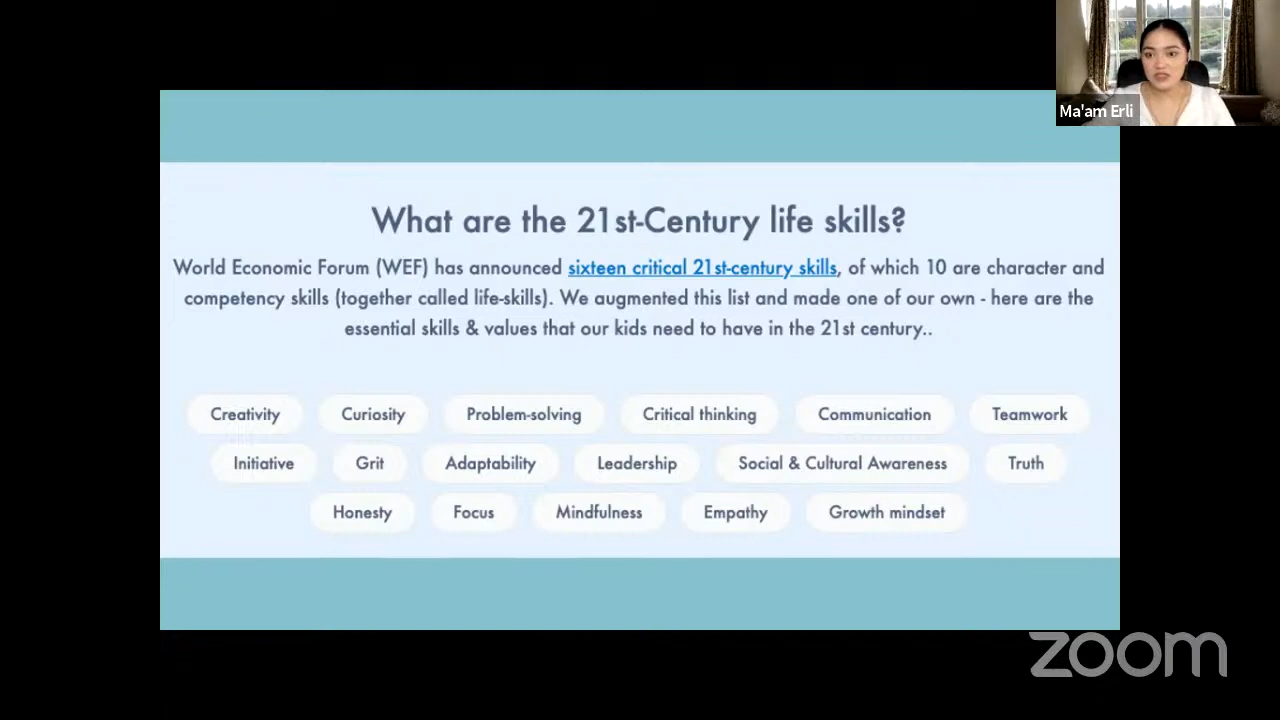 Ma'am Erli
What are the 21st-Century life skills?
World Economic Forum (WEF) has announced sixteen critical 21st-century skills, of which 10 are character and
competency skills (together called life-skills). We augmented this list and made one of our own - here are the
essential skills & values that our kids need to have in the 21st century..
Creativity Curiosity Problem-solving Critical thinking Communication Teamwork
Initiative Grit Adaptability Leadership Social & Cultural Awareness Truth
Honesty Focus Mindfulness Empathy Growth mindset
zoom